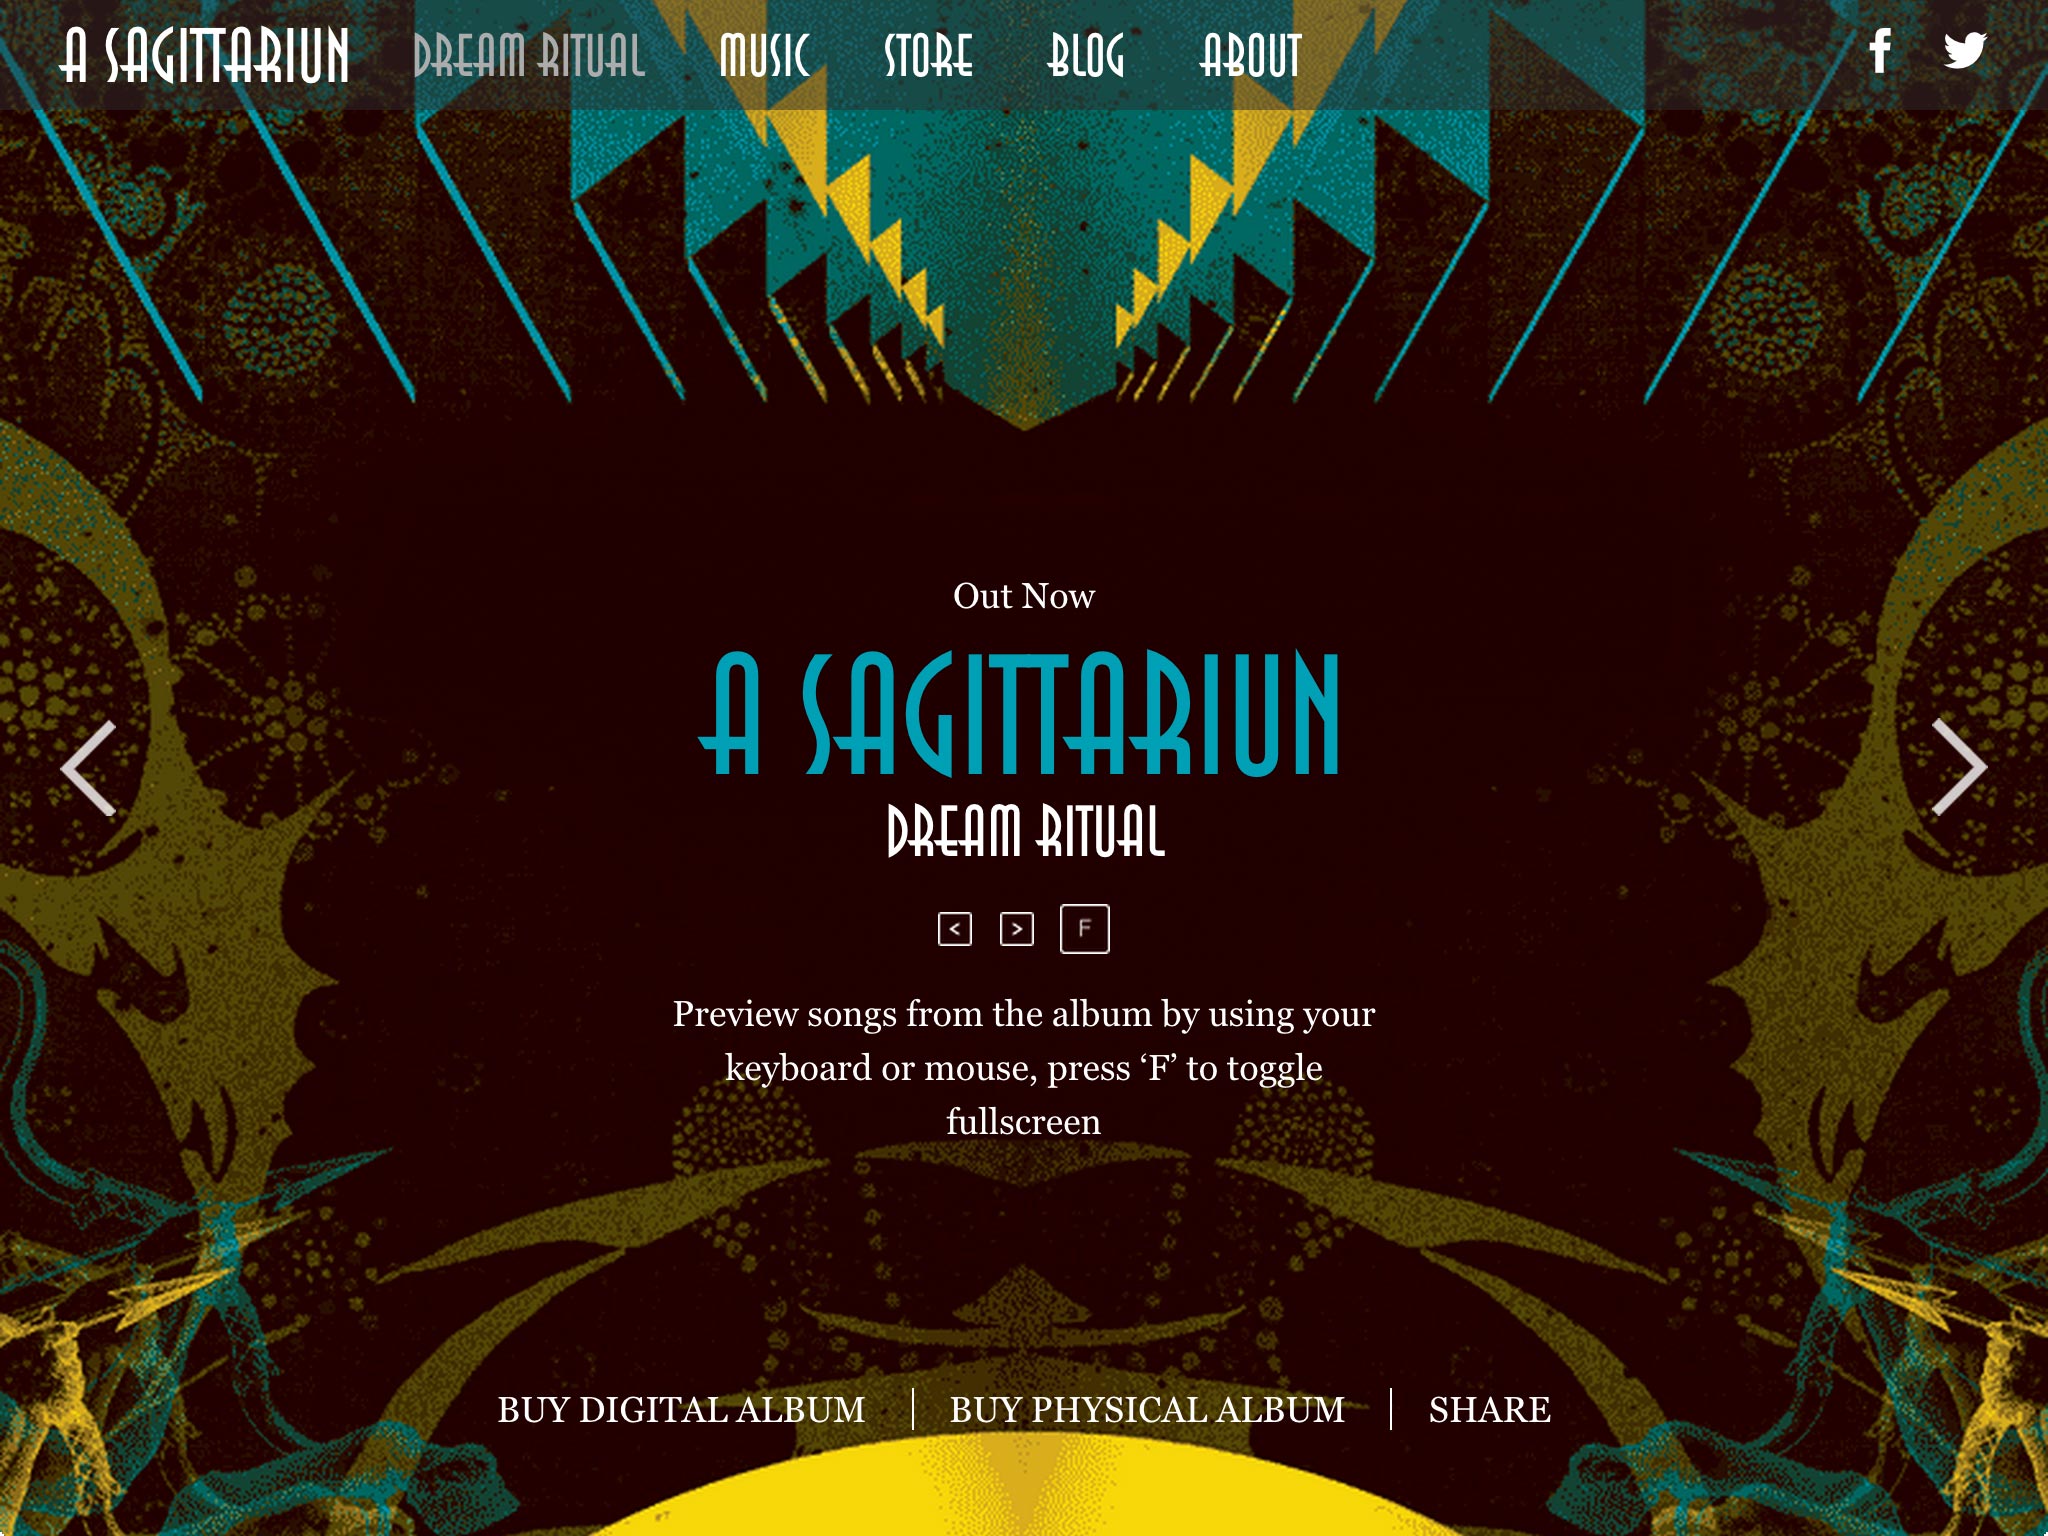 A SAGITTARIUN DREAM RITUAL MUSIC STORE BLOG ABOUT
Out Now
A SAGITTARIUN
DREAM RITUAL
< > F
Preview songs from the album by using your
keyboard or mouse, press ‘F’ to toggle
fullscreen
BUY DIGITAL ALBUM | BUY PHYSICAL ALBUM | SHARE